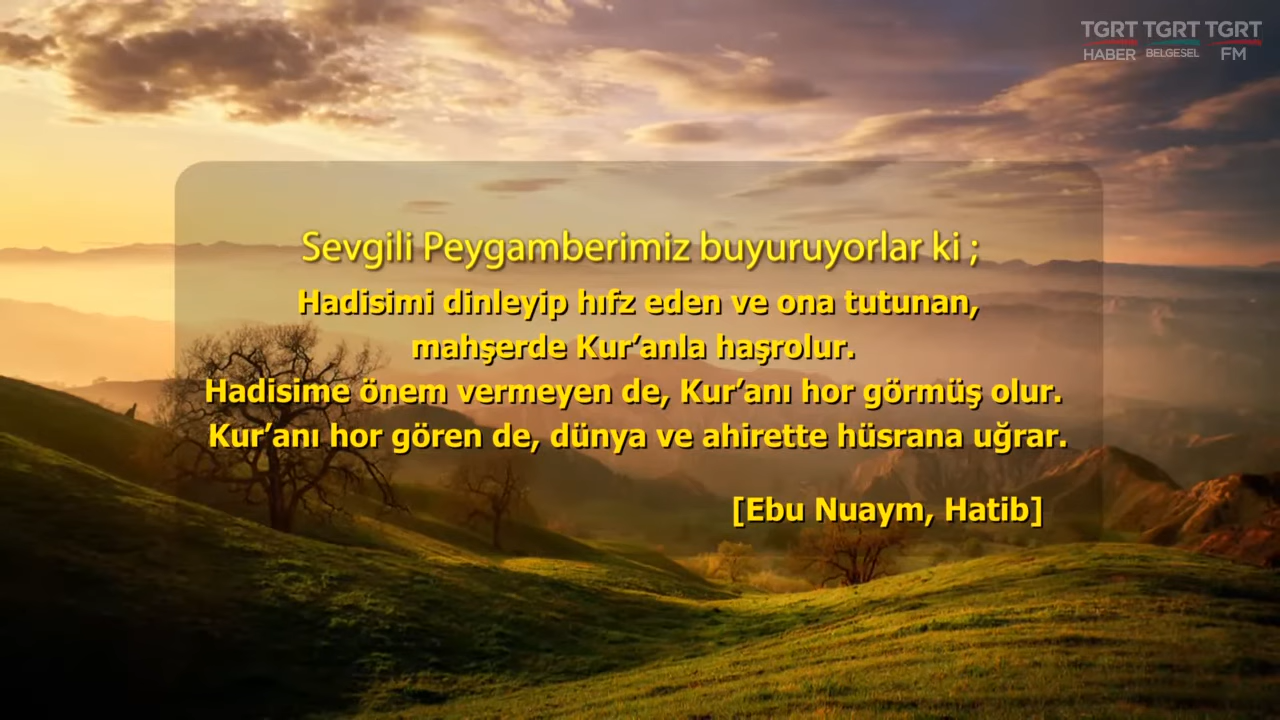 TGRT TGRT TGRT
HABER BELGESEL FM
Sevgili Peygamberimiz buyuruyorlar ki ;
Hadisimi dinleyip hıfz eden ve ona tutunan,
mahşerde Kur’anla haşrolur.
Hadisime önem vermeyen de, Kur’anı hor görmüş olur.
Kur’anı hor gören de, dünya ve ahirette hüsrana uğrar.
[Ebu Nuaym, Hatib]